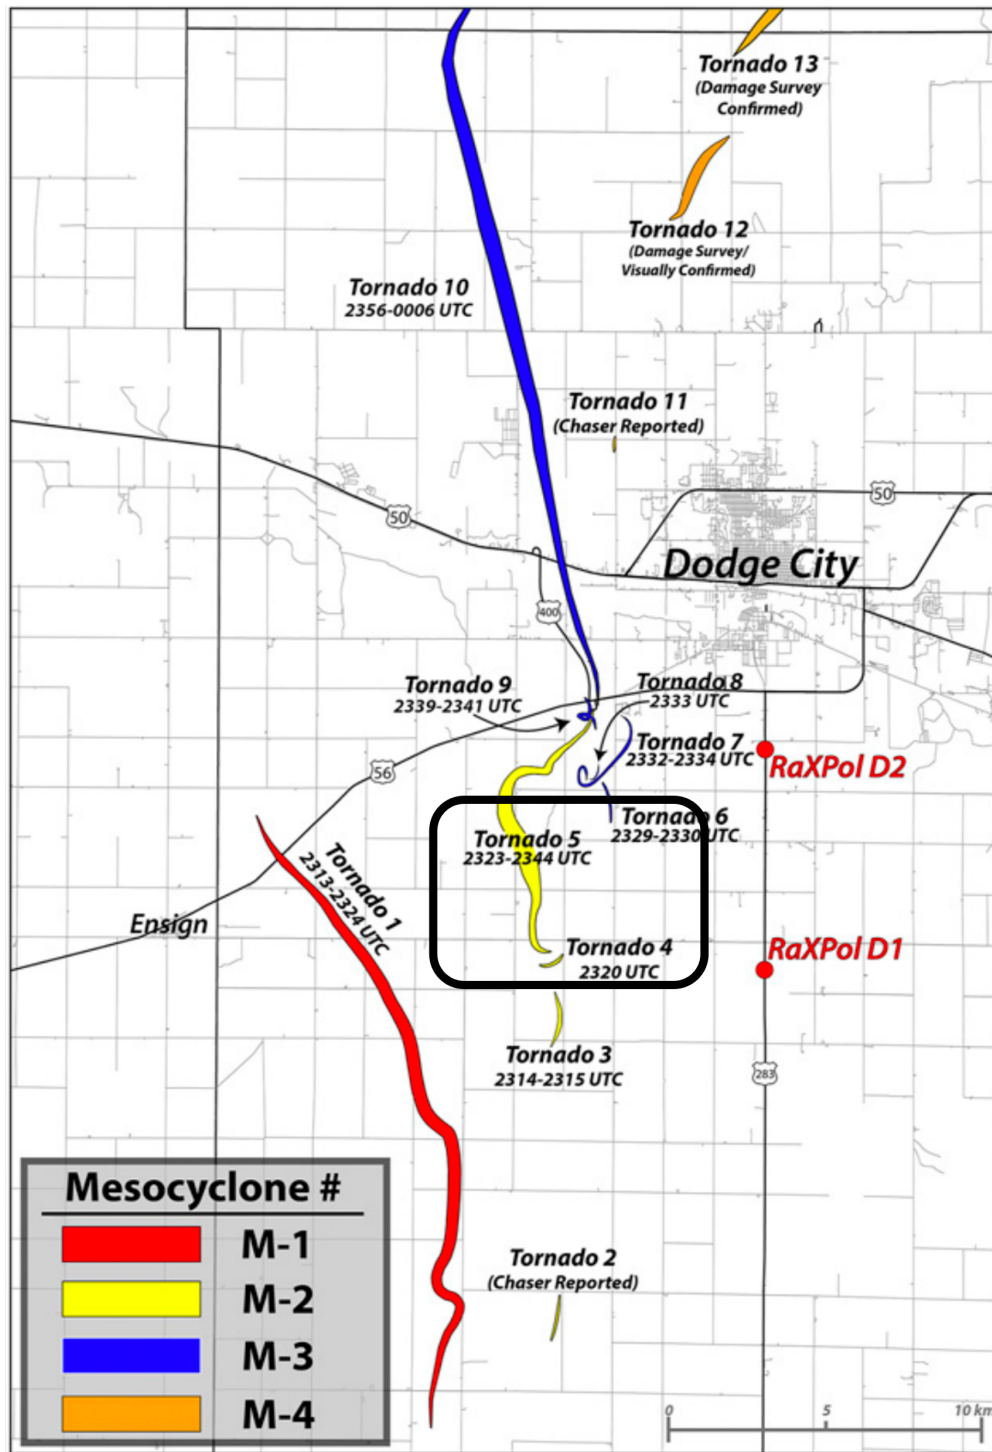 Tornado 13
(Damage Survey
Confirmed)
Tornado 12
(Damage Survey/
Visually Confirmed)
Tornado 10
2356-0006 UTC
Tornado 11
(Chaser Reported)
50
50
Dodge City
400
Tornado 9
2339-2341 UTC
Tornado 8
2333 UTC
Tornado 7
2332-2334 UTC
RaXPol D2
56
Tornado 6
2329-2330 UTC
Tornado 5
2323-2344 UTC
Tornado 1
2313-2324 UTC
Ensign
Tornado 4
2320 UTC
RaXPol D1
Tornado 3
2314-2315 UTC
283
Mesocyclone #
M-1
M-2
M-3
M-4
Tornado 2
(Chaser Reported)
0 5 10 km